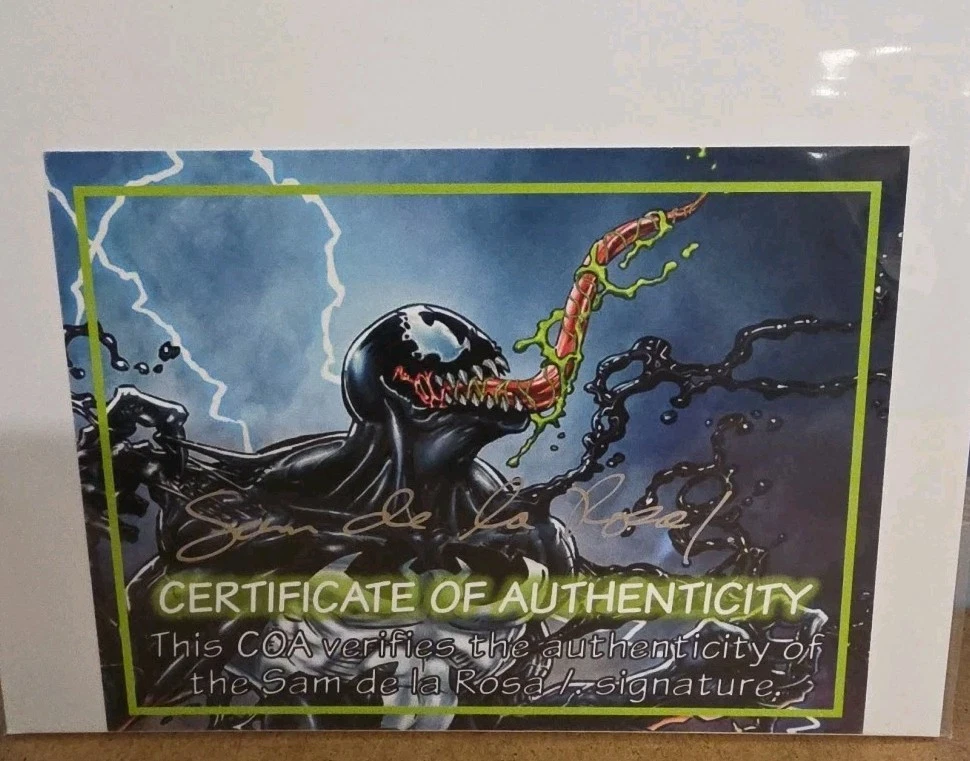 Sam de la Rosa /.
CERTIFICATE OF AUTHENTICITY
This COA verifies the authenticity of
the Sam de la Rosa /. signature.